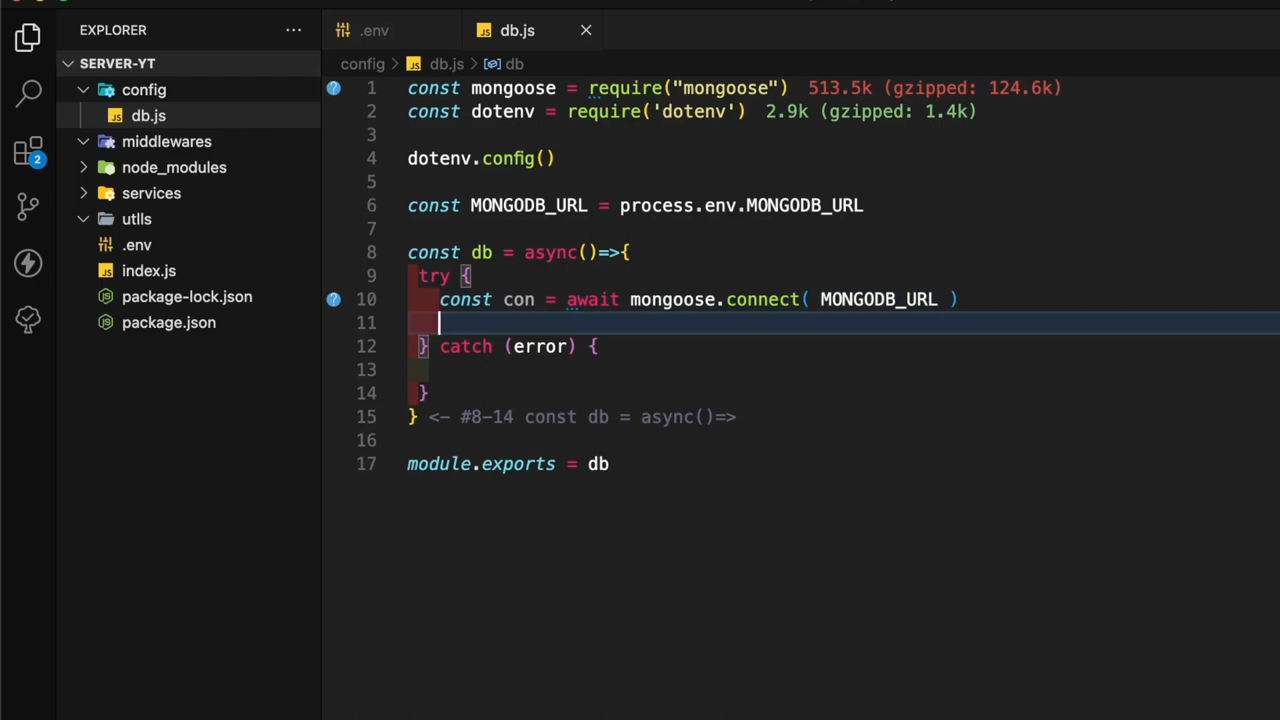 EXPLORER
SERVER-YT
config
db.js
middlewares
node_modules
services
utlls
.env
index.js
package-lock.json
package.json
2
.env
db.js
config > db.js > db
1 const mongoose = require("mongoose") 513.5k (gzipped: 124.6k)
2 const dotenv = require('dotenv') 2.9k (gzipped: 1.4k)
3
4 dotenv.config()
5
6 const MONGODB_URL = process.env.MONGODB_URL
7
8 const db = async()=>{
9 try {
10 const con = await mongoose.connect( MONGODB_URL )
11
12 } catch (error) {
13
14 }
15 } <- #8-14 const db = async()=>
16
17 module.exports = db